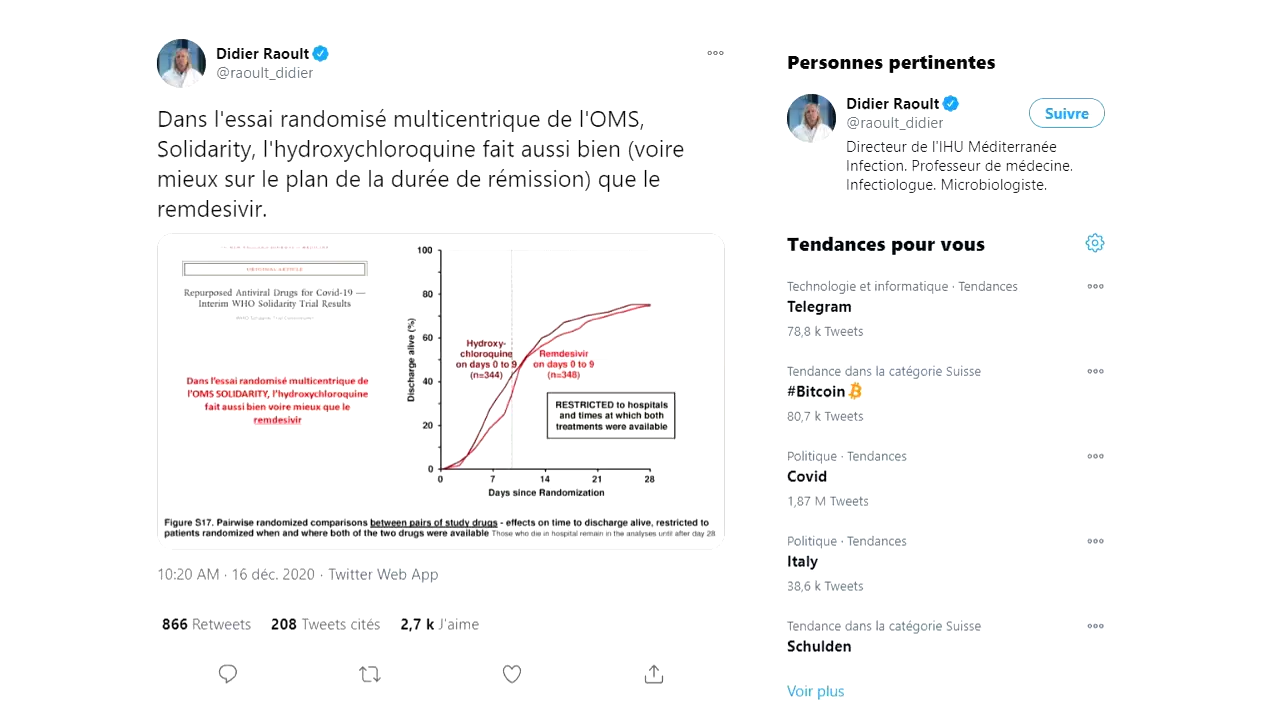 Didier Raoult
@raoult_didier
Dans l'essai randomisé multicentrique de l'OMS,
Solidarity, l'hydroxychloroquine fait aussi bien (voire
mieux sur le plan de la durée de rémission) que le
remdesivir.
ORIGINAL ARTICLE
Repurposed Antiviral Drugs for Covid-19 —
Interim WHO Solidarity Trial Results
Dans l'essai randomisé multicentrique de
l'OMS SOLIDARITY, l'hydroxychloroquine
fait aussi bien voire mieux que le
remdesivir
Discharge alive (%)
100
80
60
40
20
0
Hydroxy-
chloroquine
on days 0 to 9
(n=344)
Remdesivir
on days 0 to 9
(n=348)
RESTRICTED to hospitals
and times at which both
treatments were available
0 7 14 21 28
Days since Randomization
Figure S17. Pairwise randomized comparisons between pairs of study drugs - effects on time to discharge alive, restricted to
patients randomized when and where both of the two drugs were available Those who die in hospital remain in the analyses until after day 28
10:20 AM · 16 déc. 2020 · Twitter Web App
866 Retweets 208 Tweets cités 2,7 k J'aime
Personnes pertinentes
Didier Raoult
@raoult_didier
Suivre
Directeur de l'IHU Méditerranée
Infection. Professeur de médecine.
Infectiologue. Microbiologiste.
Tendances pour vous
Technologie et informatique · Tendances
Telegram
78,8 k Tweets
Tendance dans la catégorie Suisse
#Bitcoin
80,7 k Tweets
Politique · Tendances
Covid
1,87 M Tweets
Politique · Tendances
Italy
38,6 k Tweets
Tendance dans la catégorie Suisse
Schulden
Voir plus